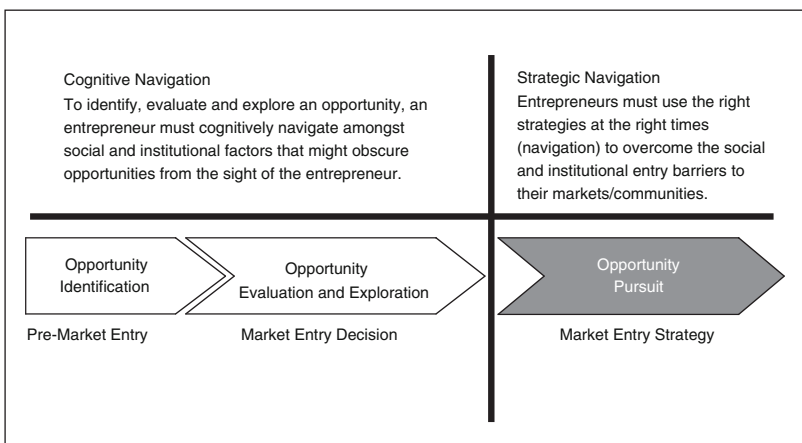 Cognitive Navigation
To identify, evaluate and explore an opportunity, an
entrepreneur must cognitively navigate amongst
social and institutional factors that might obscure
opportunities from the sight of the entrepreneur.
Strategic Navigation
Entrepreneurs must use the right
strategies at the right times
(navigation) to overcome the social
and institutional entry barriers to
their markets/communities.
Opportunity
Identification
Opportunity
Evaluation and Exploration
Opportunity
Pursuit
Pre-Market Entry
Market Entry Decision
Market Entry Strategy